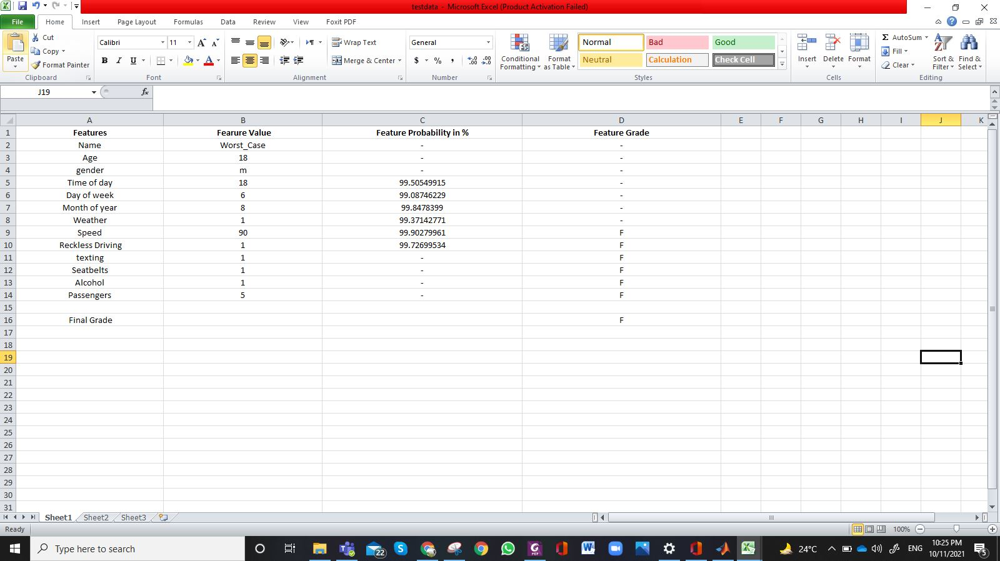 testdata - Microsoft Excel (Product Activation Failed)
File Home Insert Page Layout Formulas Data Review View Foxit PDF
Paste Cut Copy Format Painter Clipboard
Calibri 11 B I U A A A Font
Wrap Text Merge & Center Alignment
General $ % , Number
Conditional Formatting Format as Table
Normal Bad Good
Neutral Calculation Check Cell
Styles
Insert Delete Format Cells
Σ AutoSum Fill Clear Sort & Filter Find & Select Editing
J19 fx
A B C D E F G H I J K
1 Features Fearure Value Feature Probability in % Feature Grade
2 Name Worst_Case - -
3 Age 18 - -
4 gender m - -
5 Time of day 18 99.50549915 -
6 Day of week 6 99.08746229 -
7 Month of year 8 99.8478399 -
8 Weather 1 99.37142771 -
9 Speed 90 99.90279961 F
10 Reckless Driving 1 99.72699534 F
11 texting 1 - F
12 Seatbelts 1 - F
13 Alcohol 1 - F
14 Passengers 5 - F
15
16 Final Grade F
17
18
19
20
21
22
23
24
25
26
27
28
29
30
31
Sheet1 Sheet2 Sheet3
Ready 100%
Type here to search 22 24°C ENG 10:25 PM
10/11/2021 5